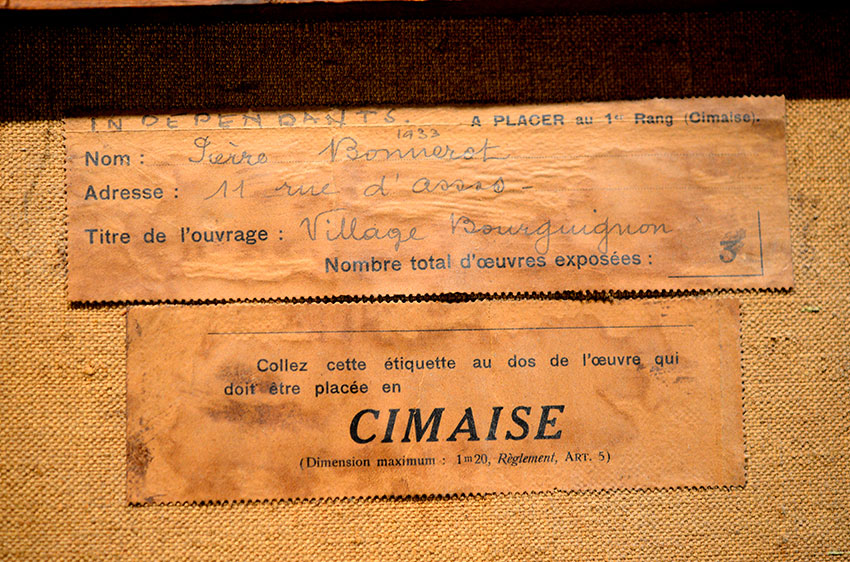 INDEPENDANTS. A PLACER au 1er Rang (Cimaise).
1933
Nom : Pierre Bonnerot
Adresse : 11 rue d'assas -
Titre de l'ouvrage : Village Bourguignon
Nombre total d'œuvres exposées :
Collez cette étiquette au dos de l'œuvre qui
doit être placée en
CIMAISE
(Dimension maximum : 1m20, Règlement, ART. 5)